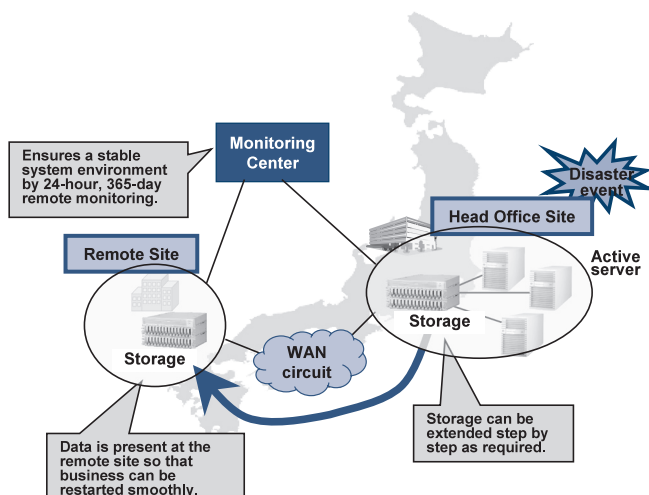 Monitoring
Center
Ensures a stable
system environment
by 24-hour, 365-day
remote monitoring.
Disaster
event
Head Office Site
Remote Site
Active
server
Storage
Storage
WAN
circuit
Storage can be
extended step by
step as required.
Data is present at the
remote site so that
business can be
restarted smoothly.